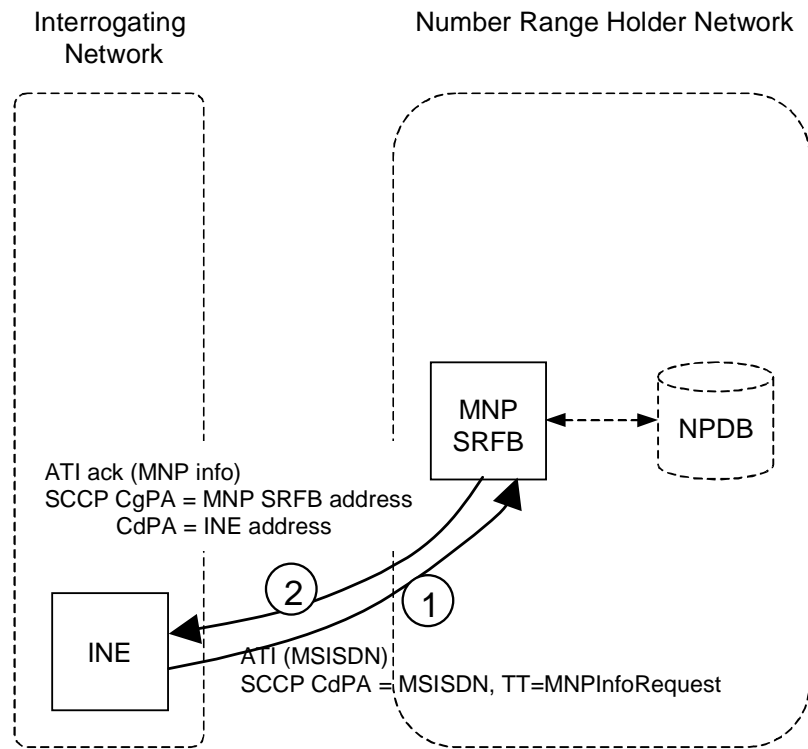 Interrogating
Network
Number Range Holder Network
MNP
SRFB
NPDB
ATI ack (MNP info)
SCCP CgPA = MNP SRFB address
CdPA = INE address
2
1
INE
ATI (MSISDN)
SCCP CdPA = MSISDN, TT=MNPInfoRequest